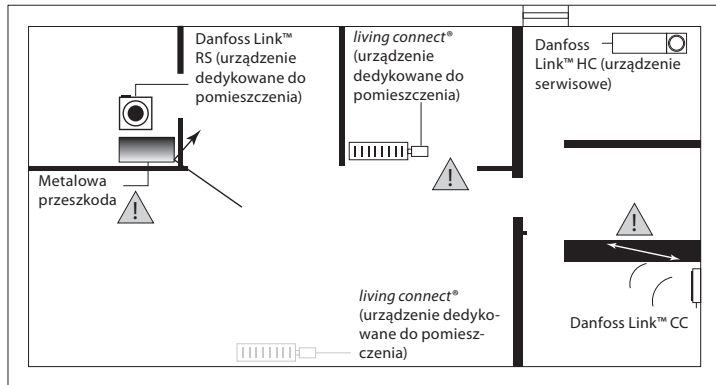 Danfoss Link™
RS (urządzenie
dedykowane do
pomieszczenia)
living connect®
(urządzenie
dedykowane do
pomieszczenia)
Danfoss
Link™ HC (urządzenie
serwisowe)
Metalowa
przeszkoda
!
!
!
living connect®
(urządzenie dedyko-
wane do pomiesz-
czenia)
Danfoss Link™ CC